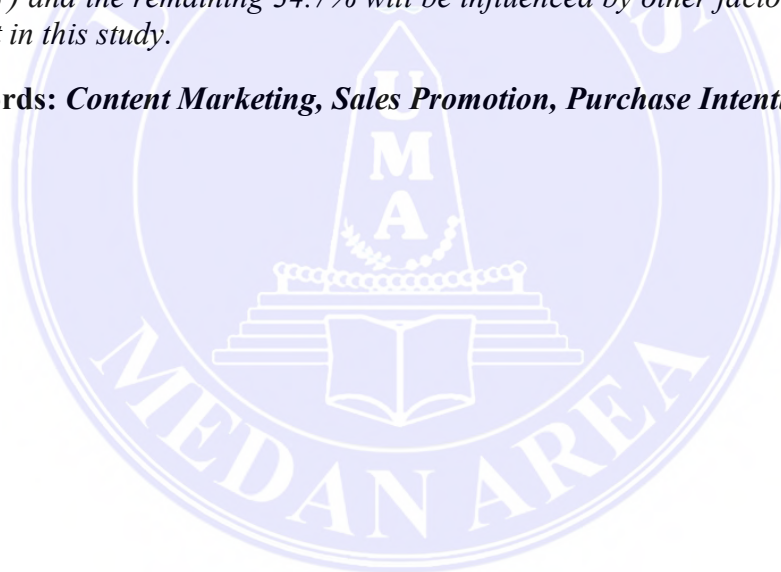 ) and the remaining 34.7% will be influenced by other facto
t in this study.
rds: Content Marketing, Sales Promotion, Purchase Intent
U
M
A
MEDAN AREA